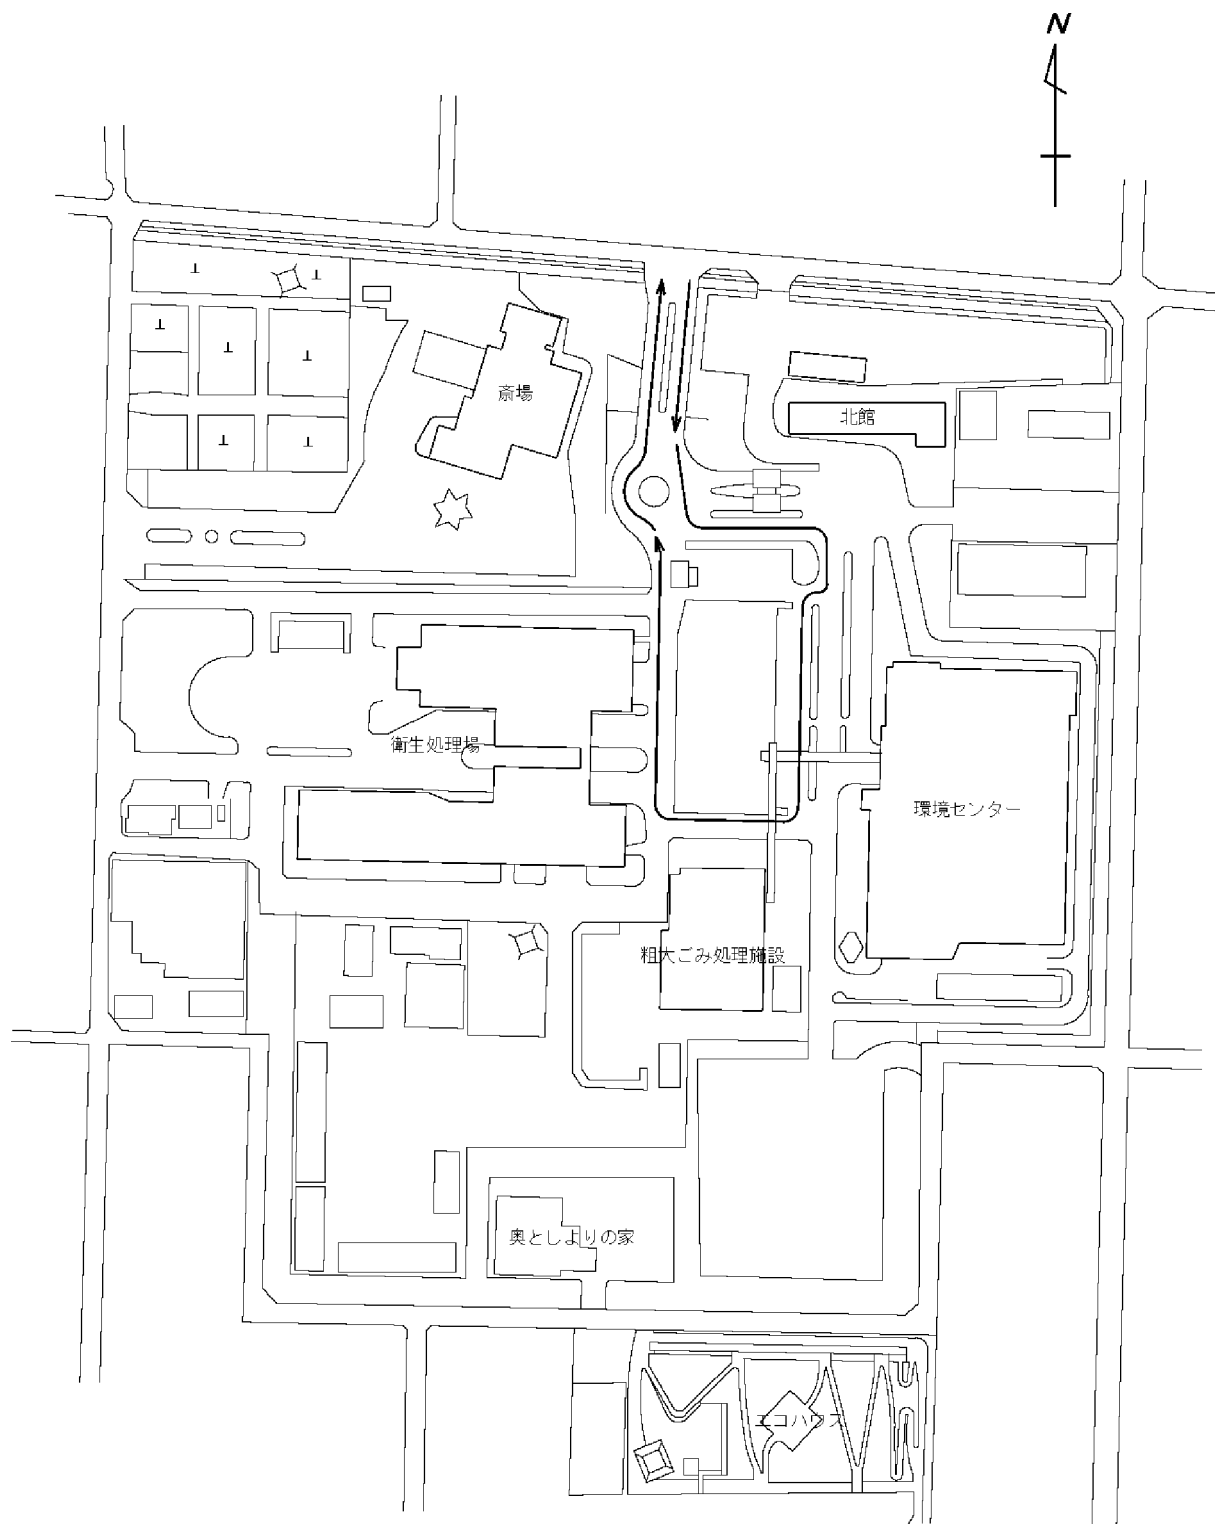 N
斎場
北館
衛生処理場
環境センター
粗大ごみ処理施設
奥としよりの家
エコハウス